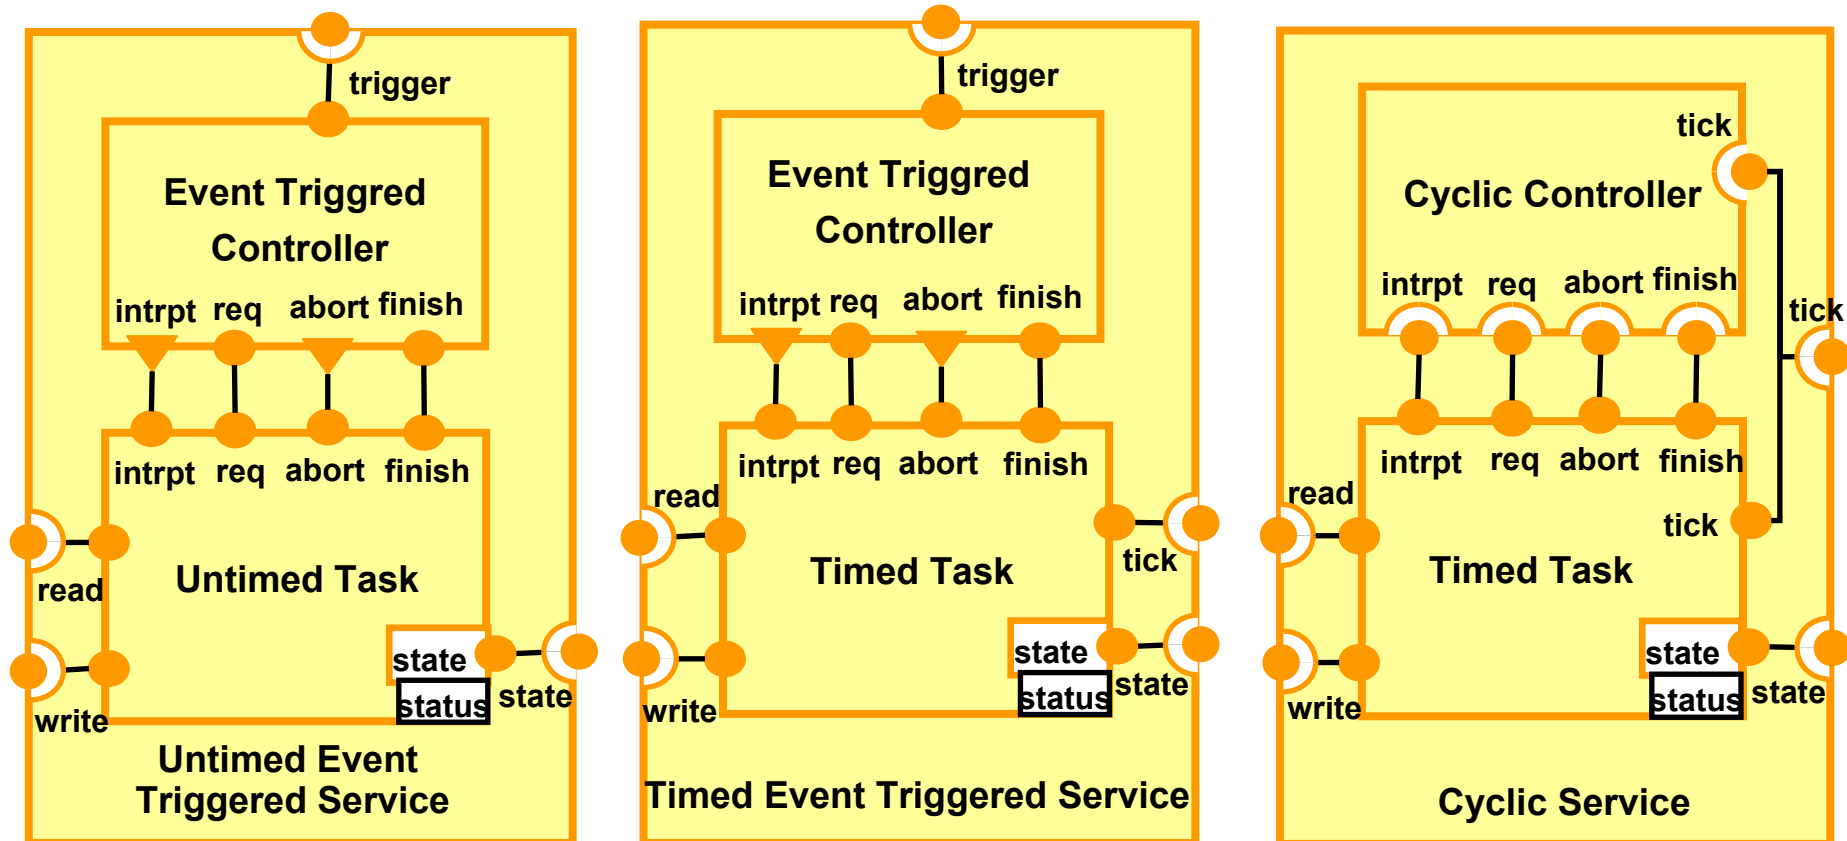 trigger
Event Triggred
Controller
intrpt req abort finish
intrpt req abort finish
read
Untimed Task
state
status
state
write
Untimed Event
Triggered Service
trigger
Event Triggred
Controller
intrpt req abort finish
intrpt req abort finish
read
Timed Task
tick
state
status
state
write
Timed Event Triggered Service
tick
Cyclic Controller
intrpt req abort finish
tick
intrpt req abort finish
read
tick
Timed Task
state
status
state
write
Cyclic Service